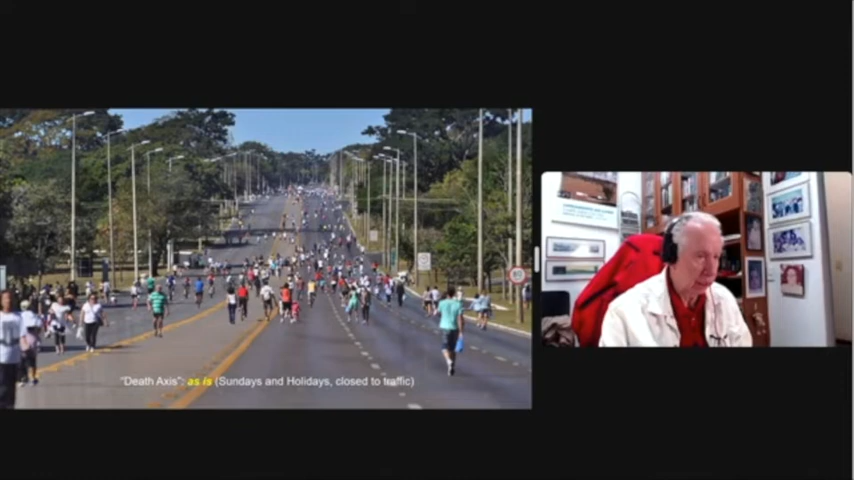 "Death Axis": as is (Sundays and Holidays, closed to traffic)